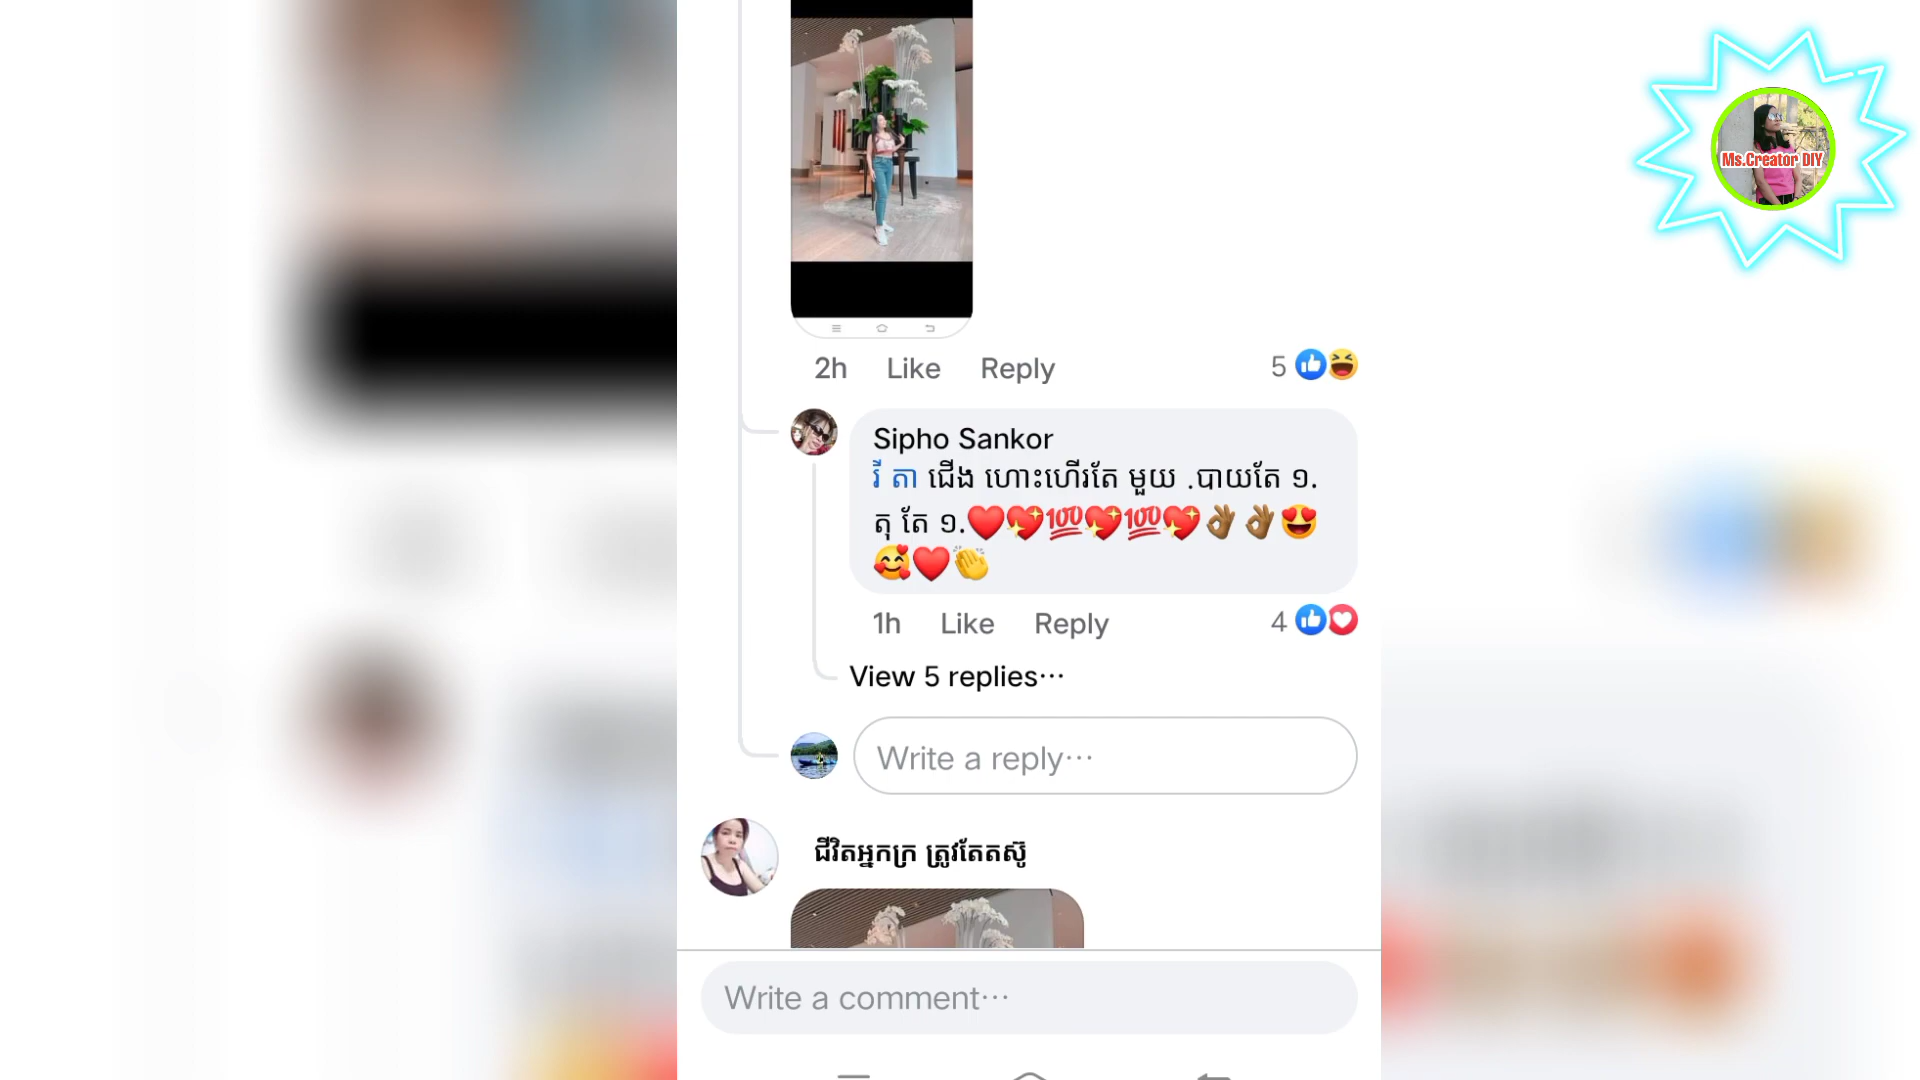 Ms.Creator DIY
2h Like Reply 5
Sipho Sankor
រី តា ជើង ហោះហើរតែ មួយ .បាយតែ ១.
តុ តែ ១.❤️💖💯💖💯💖👌🏾👌🏾😍
🥰❤️👏
1h Like Reply 4
View 5 replies···
Write a reply···
ជីវិតអ្នកក្រ ត្រូវតែតស៊ូ
Write a comment···